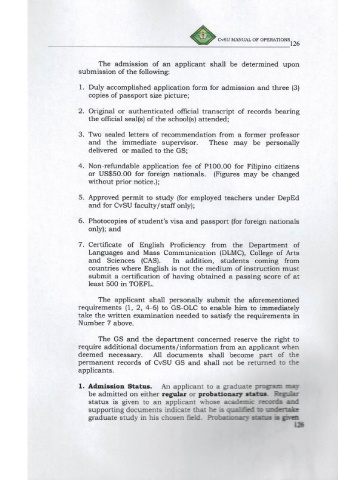 CvSU MANUAL OF OPERATIONS
126
The admission of an applicant shall be determined upon
submission of the following:
1. Duly accomplished application form for admission and three (3)
copies of passport size picture;
2. Original or authenticated official transcript of records bearing
the official seal(s) of the school(s) attended;
3. Two sealed letters of recommendation from a former professor
and the immediate supervisor. These may be personally
delivered or mailed to the GS;
4. Non-refundable application fee of P100.00 for Filipino citizens
or US$50.00 for foreign nationals. (Figures may be changed
without prior notice.);
5. Approved permit to study (for employed teachers under DepEd
and for CvSU faculty/staff only);
6. Photocopies of student's visa and passport (for foreign nationals
only); and
7. Certificate of English Proficiency from the Department of
Languages and Mass Communication (DLMC), College of Arts
and Sciences (CAS). In addition, students coming from
countries where English is not the medium of instruction must
submit a certification of having obtained a passing score of at
least 500 in TOEFL.
The applicant shall personally submit the aforementioned
requirements (1, 2, 4-6) to GS-OLC to enable him to immediately
take the written examination needed to satisfy the requirements in
Number 7 above.
The GS and the department concerned reserve the right to
require additional documents/information from an applicant when
deemed necessary. All documents shall become part of the
permanent records of CvSU GS and shall not be returned to the
applicants.
1. Admission Status. An applicant to a graduate program may
be admitted on either regular or probationary status. Regular
status is given to an applicant whose academic records and
supporting documents indicate that he is qualified to undertake
graduate study in his chosen field. Probationary status is given
126